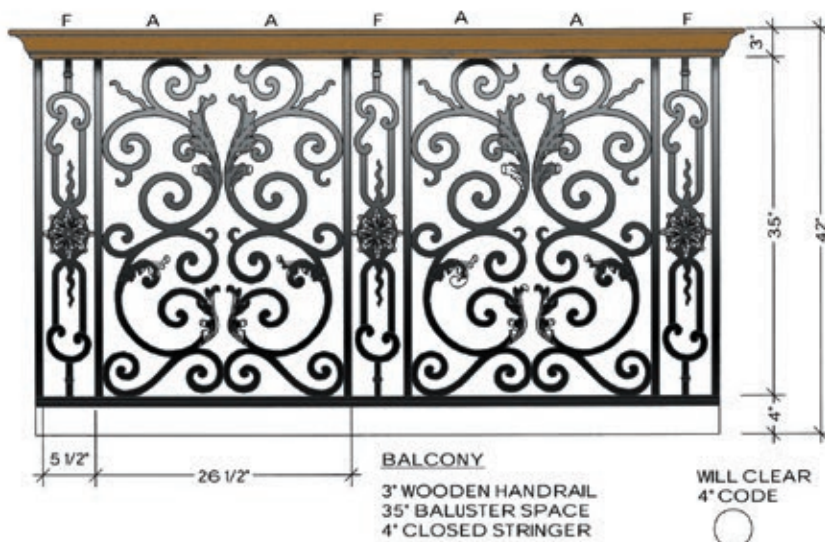 F A A F A A F
3"
35"
42"
4"
5 1/2"
26 1/2"
BALCONY
3" WOODEN HANDRAIL
35" BALUSTER SPACE
4" CLOSED STRINGER
WILL CLEAR
4" CODE